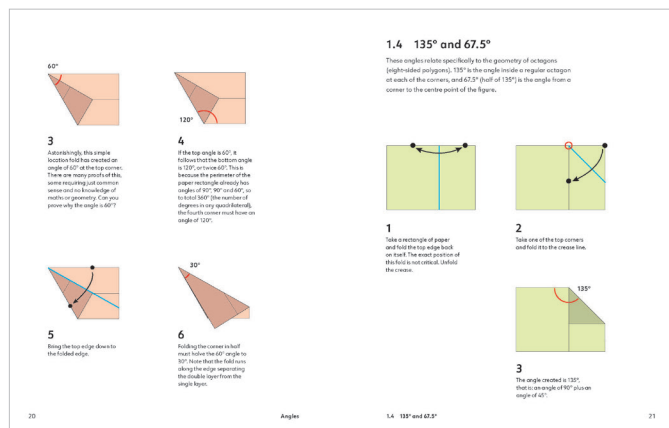 60°
3
Astonishingly, this simple
location fold has created an
angle of 60° at the top corner.
There are many proofs of this,
some requiring just common
sense and no knowledge of
maths or geometry. Can you
prove why the angle is 60°?
120°
4
If the top angle is 60°, it
follows that the bottom angle
is 120°, or twice 60°. This is
because the perimeter of the
paper rectangle already has
angles of 90°, 90° and 60°, so
to total 360° (the number of
degrees in any quadrilateral),
the fourth corner must have an
angle of 120°.
5
Bring the top edge down to
the folded edge.
30°
6
Folding the corner in half
must halve the 60° angle to
30°. Note that the fold runs
along the edge separating
the double layer from the
single layer.
20
Angles
1.4 135° and 67.5°
These angles relate specifically to the geometry of octagons
(eight-sided polygons). 135° is the angle inside a regular octagon
at each of the corners, and 67.5° (half of 135°) is the angle from a
corner to the centre point of the figure.
1
Take a rectangle of paper
and fold the top edge back
on itself. The exact position of
this fold is not critical. Unfold
the crease.
2
Take one of the top corners
and fold it to the crease line.
135°
3
The angle created is 135°,
that is: an angle of 90° plus an
angle of 45°.
1.4 135° and 67.5°
21